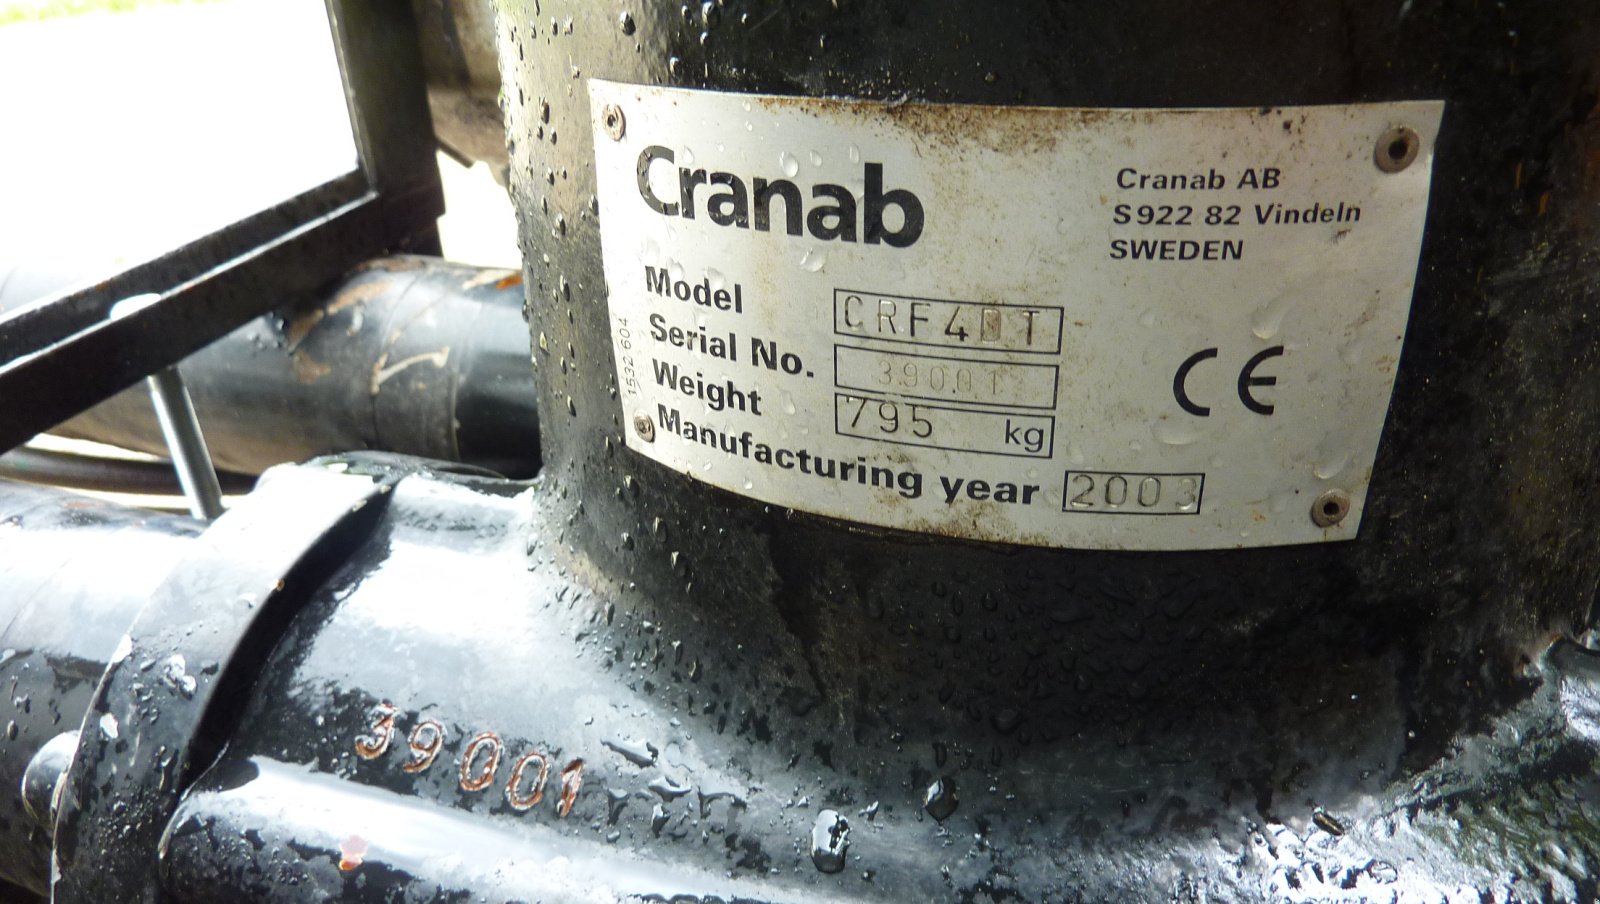 Cranab
Cranab AB
S922 82 Vindeln
SWEDEN
Model CRF4DT
Serial No. 39001
Weight 795 kg
Manufacturing year 2003
CE
1532 604
39001